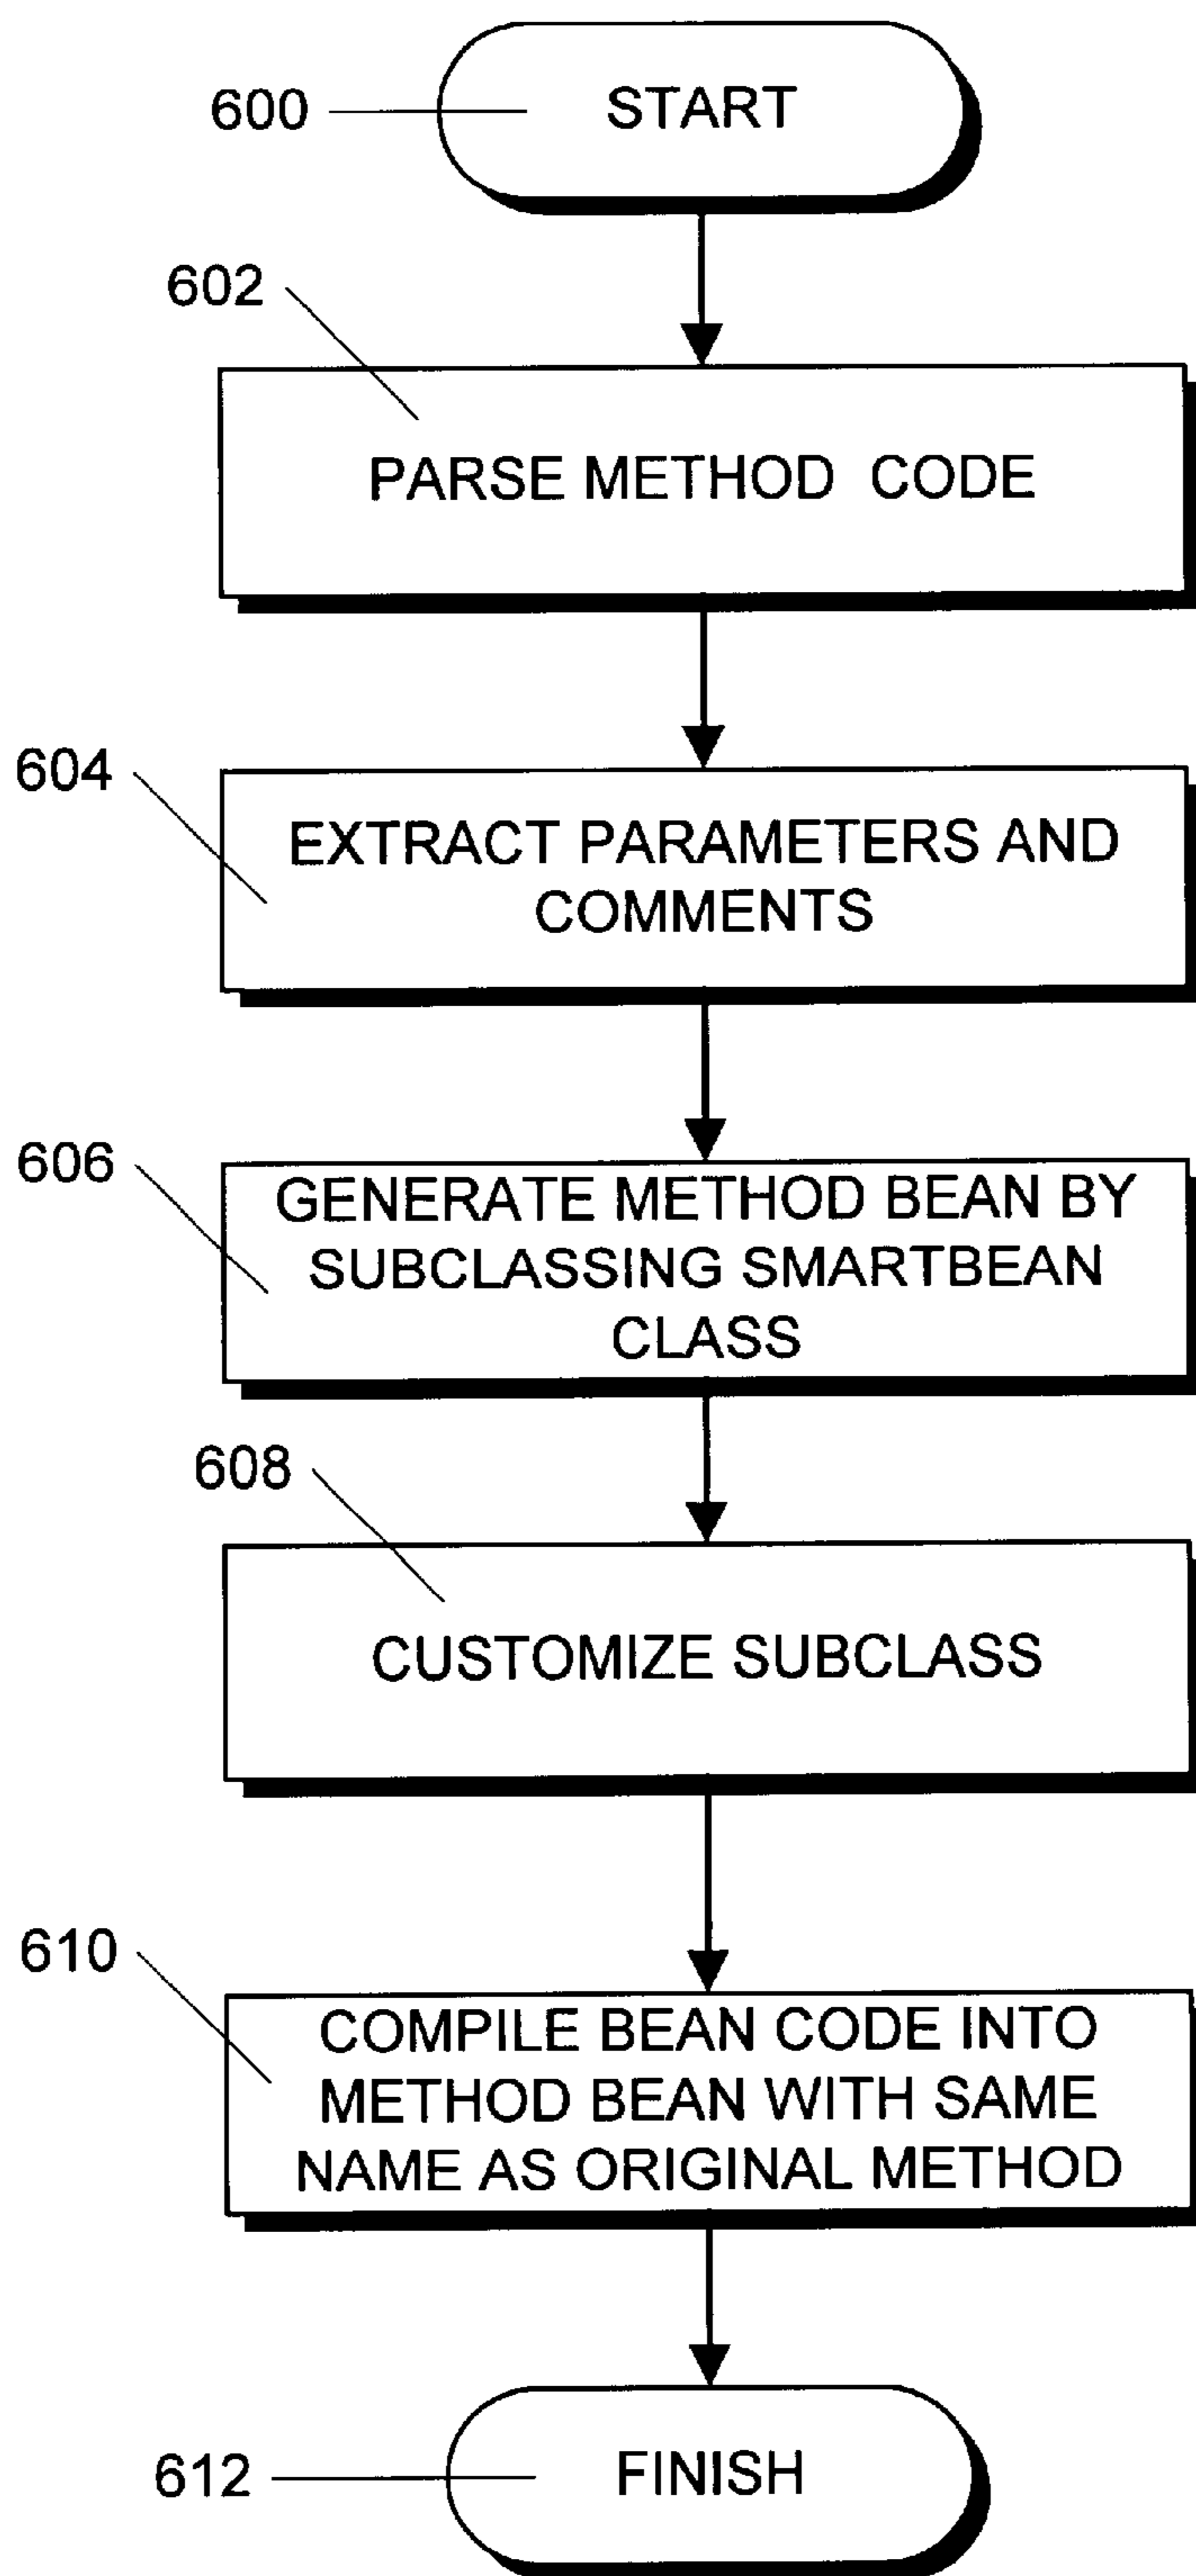 600
START
602
PARSE METHOD CODE
604
EXTRACT PARAMETERS AND
COMMENTS
606
GENERATE METHOD BEAN BY
SUBCLASSING SMARTBEAN
CLASS
608
CUSTOMIZE SUBCLASS
610
COMPILE BEAN CODE INTO
METHOD BEAN WITH SAME
NAME AS ORIGINAL METHOD
612
FINISH